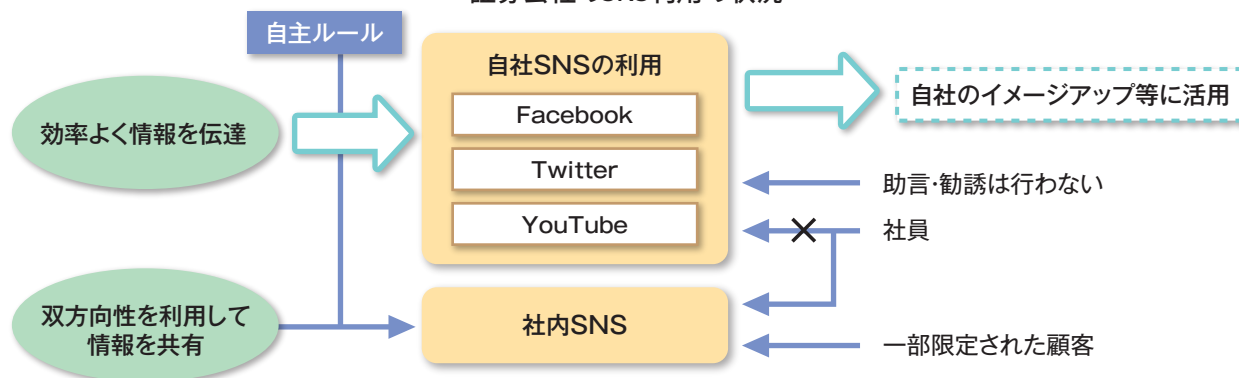 自主ルール
自社SNSの利用
Facebook
Twitter
YouTube
効率よく情報を伝達
自社のイメージアップ等に活用
助言・勧誘は行わない
社員
双方向性を利用して
情報を共有
社内SNS
一部限定された顧客